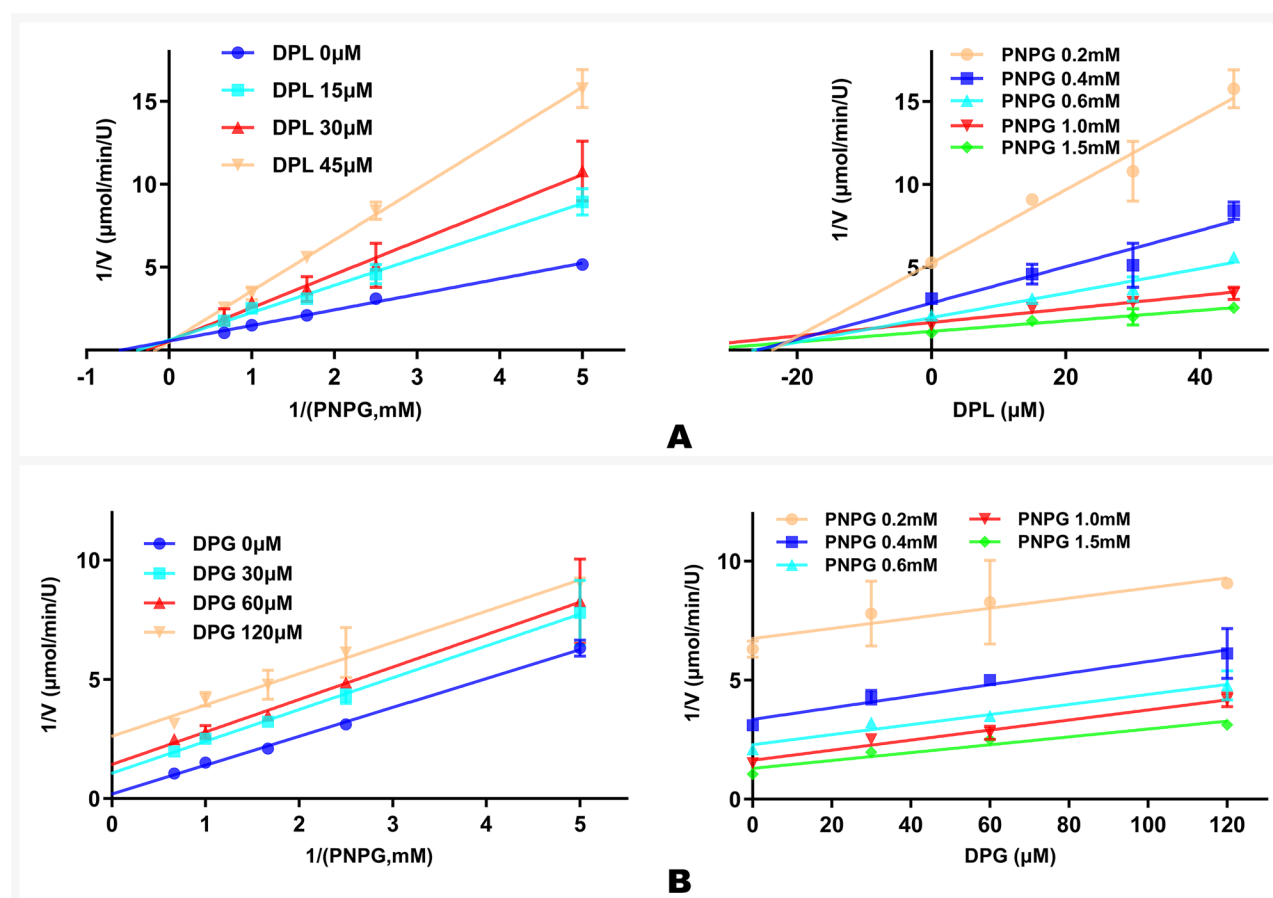 DPL 0μM
DPL 15μM
DPL 30μM
DPL 45μM
1/V (μmol/min/U)
15
10
5
-1
0
1
2
3
4
5
1/(PNPG,mM)
PNPG 0.2mM
PNPG 0.4mM
PNPG 0.6mM
PNPG 1.0mM
PNPG 1.5mM
1/V (μmol/min/U)
15
10
5
-20
0
20
40
DPL (μM)
A
DPG 0μM
DPG 30μM
DPG 60μM
DPG 120μM
1/V (μmol/min/U)
10
5
0
0
1
2
3
4
5
1/(PNPG,mM)
PNPG 0.2mM
PNPG 0.4mM
PNPG 0.6mM
PNPG 1.0mM
PNPG 1.5mM
1/V (μmol/min/U)
10
5
0
0
20
40
60
80
100
120
DPG (μM)
B